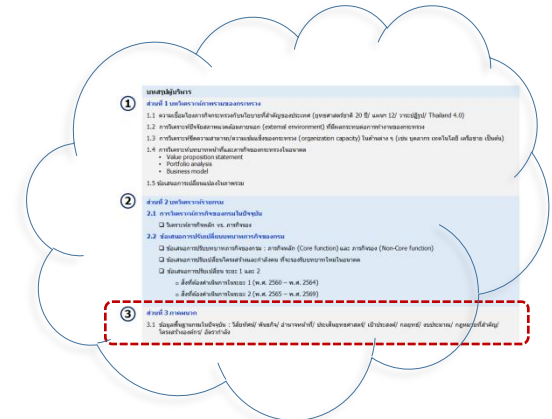 บทสรุปผู้บริหาร
1
ส่วนที่ 1 บทวิเคราะห์ภาพรวมของกระทรวง
1.1 ความเชื่อมโยงภารกิจกระทรวงกับนโยบายที่สำคัญของประเทศ (ยุทธศาสตร์ชาติ 20 ปี/ แผนฯ 12/ วาระปฏิรูป/ Thailand 4.0)
1.2 การวิเคราะห์ปัจจัยสภาพแวดล้อมภายนอก (external environment) ที่มีผลกระทบต่อการทำงานของกระทรวง
1.3 การวิเคราะห์ขีดความสามารถ/ความเข้มแข็งของกระทรวง (organization capacity) ในด้านต่าง ๆ (เช่น บุคลากร เทคโนโลยี เครือข่าย เป็นต้น)
1.4 การวิเคราะห์บทบาทหน้าที่และภารกิจของกระทรวงในอนาคต
• Value proposition statement
• Portfolio analysis
• Business model
1.5 ข้อเสนอการเปลี่ยนแปลงในภาพรวม
2
ส่วนที่ 2 บทวิเคราะห์รายกรม
2.1 การวิเคราะห์ภารกิจของกรมในปัจจุบัน
❑ วิเคราะห์ภารกิจหลัก vs. ภารกิจรอง
2.2 ข้อเสนอการปรับเปลี่ยนบทบาทภารกิจของกรม
❑ ข้อเสนอการปรับบทบาทภารกิจของกรม : ภารกิจหลัก (Core function) และ ภารกิจรอง (Non-Core function)
❑ ข้อเสนอการปรับเปลี่ยนโครงสร้างและกำลังคน ที่จะรองรับบทบาทใหม่ในอนาคต
❑ ข้อเสนอการปรับเปลี่ยน ระยะ 1 และ 2
o สิ่งที่ต้องดำเนินการในระยะ 1 (พ.ศ. 2560 – พ.ศ. 2564)
o สิ่งที่ต้องดำเนินการในระยะ 2 (พ.ศ. 2565 – พ.ศ. 2569)
3
ส่วนที่ 3 ภาคผนวก
3.1 ข้อมูลพื้นฐานกรมในปัจจุบัน : วิสัยทัศน์/ พันธกิจ/ อำนาจหน้าที่/ ประเด็นยุทธศาสตร์/ เป้าประสงค์/ กลยุทธ์/ งบประมาณ/ กฎหมายที่สำคัญ/
โครงสร้างองค์กร/ อัตรากำลัง